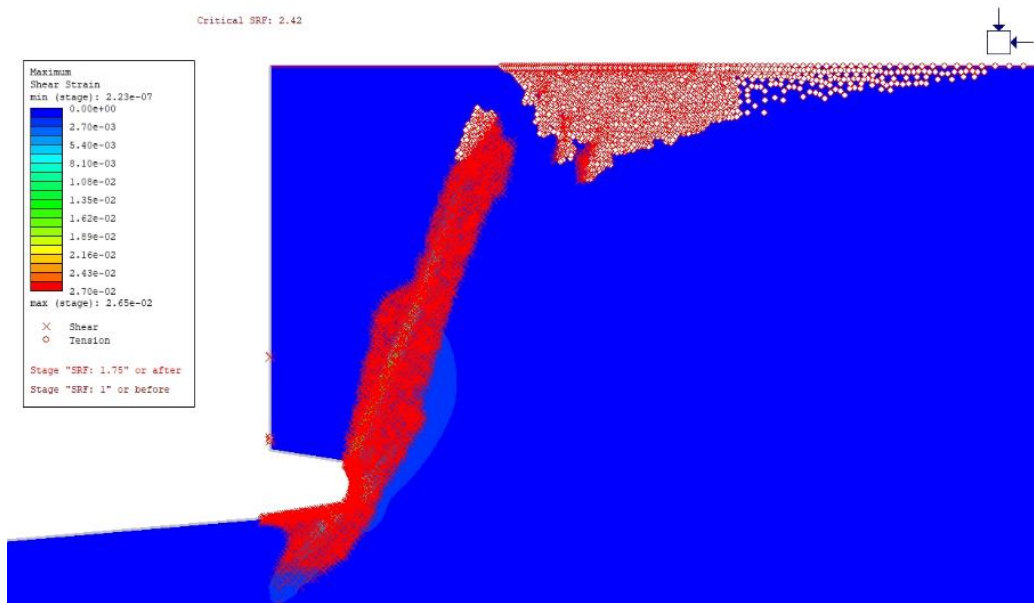 Critical SRF: 2.42
Maximum
Shear Strain
min (stage): 2.23e-07
0.00e+00
2.70e-03
5.40e-03
8.10e-03
1.08e-02
1.35e-02
1.62e-02
1.89e-02
2.16e-02
2.43e-02
2.70e-02
max (stage): 2.65e-02
Shear
Tension
Stage "SRF: 1.75" or after
Stage "SRF: 1" or before